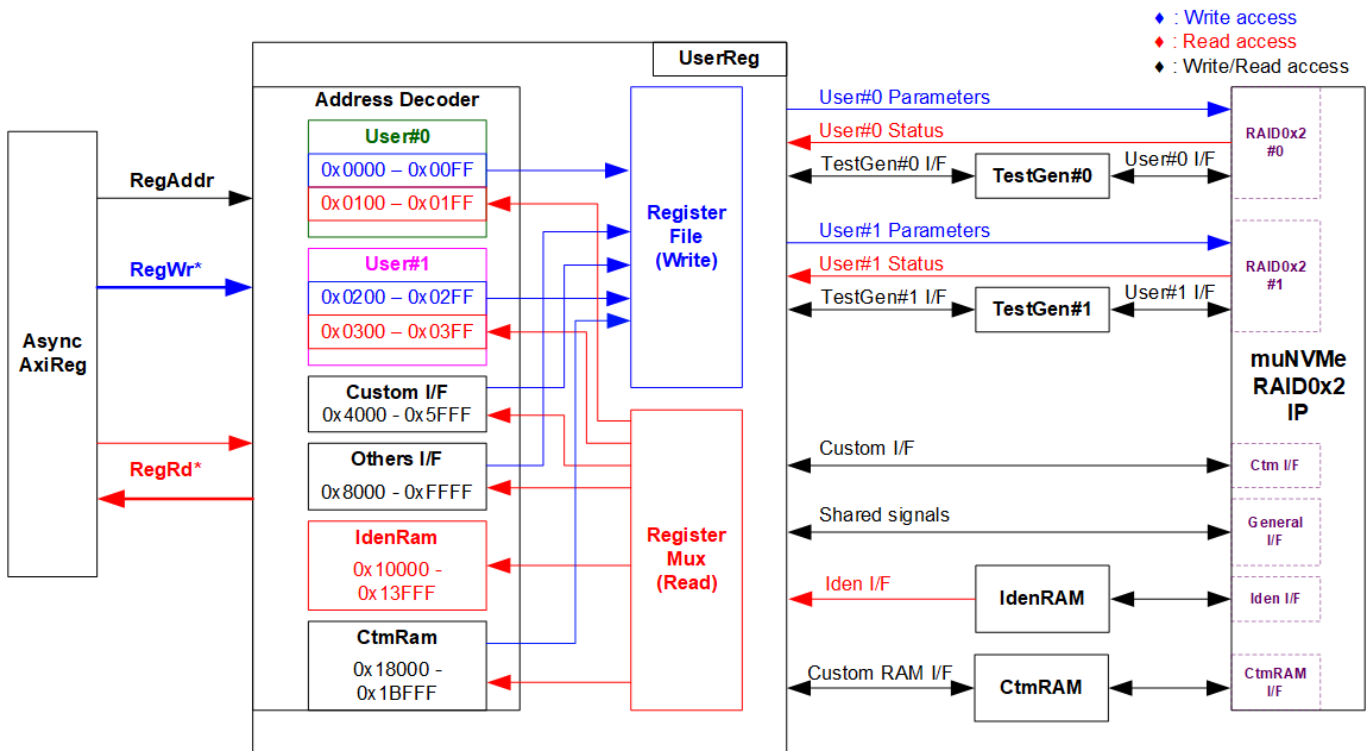 ♦ : Write access
♦ : Read access
♦ : Write/Read access
UserReg
Address Decoder
User#0
0x0000 – 0x00FF
0x0100 – 0x01FF
User#1
0x0200 – 0x02FF
0x0300 – 0x03FF
Custom I/F
0x4000 - 0x5FFF
Others I/F
0x8000 - 0xFFFF
IdenRam
0x10000 -
0x13FFF
CtmRam
0x18000 -
0x1BFFF
Async
AxiReg
RegAddr
RegWr*
RegRd*
Register
File
(Write)
Register
Mux
(Read)
User#0 Parameters
User#0 Status
TestGen#0 I/F
TestGen#0
User#0 I/F
User#1 Parameters
User#1 Status
TestGen#1 I/F
TestGen#1
User#1 I/F
Custom I/F
Shared signals
Iden I/F
IdenRAM
Custom RAM I/F
CtmRAM
RAID0x2
#0
RAID0x2
#1
muNVMe
RAID0x2
IP
Ctm I/F
General
I/F
Iden I/F
CtmRAM
I/F